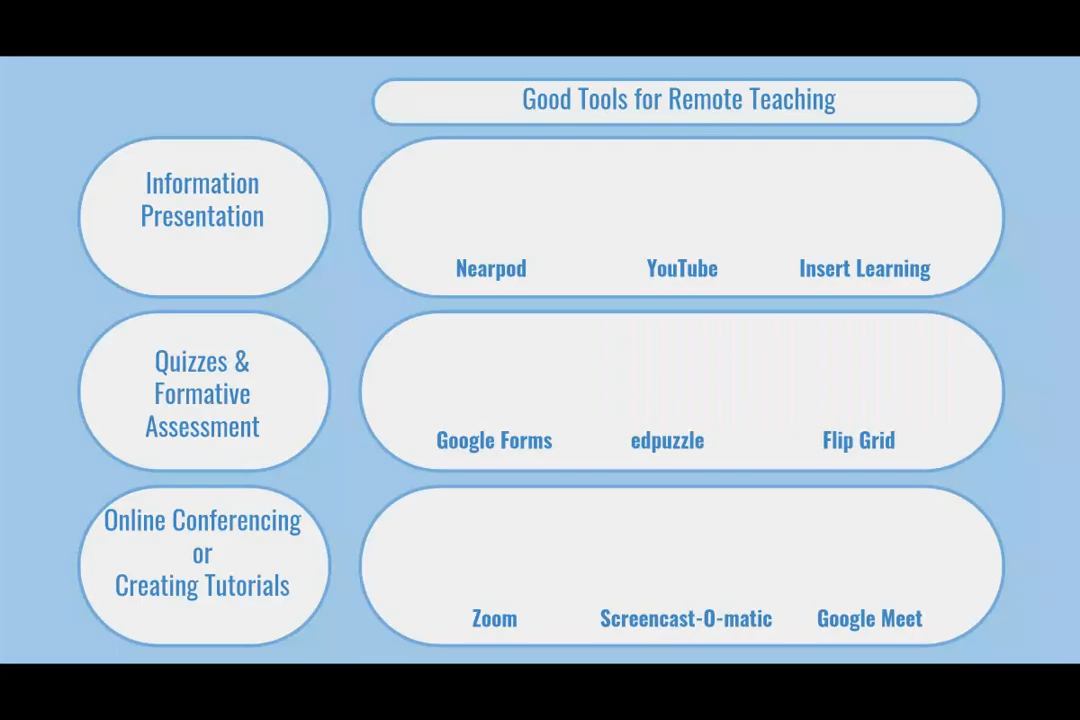 Good Tools for Remote Teaching
Information
Presentation
Nearpod YouTube Insert Learning
Quizzes &
Formative
Assessment
Google Forms edpuzzle Flip Grid
Online Conferencing
or
Creating Tutorials
Zoom Screencast-O-matic Google Meet